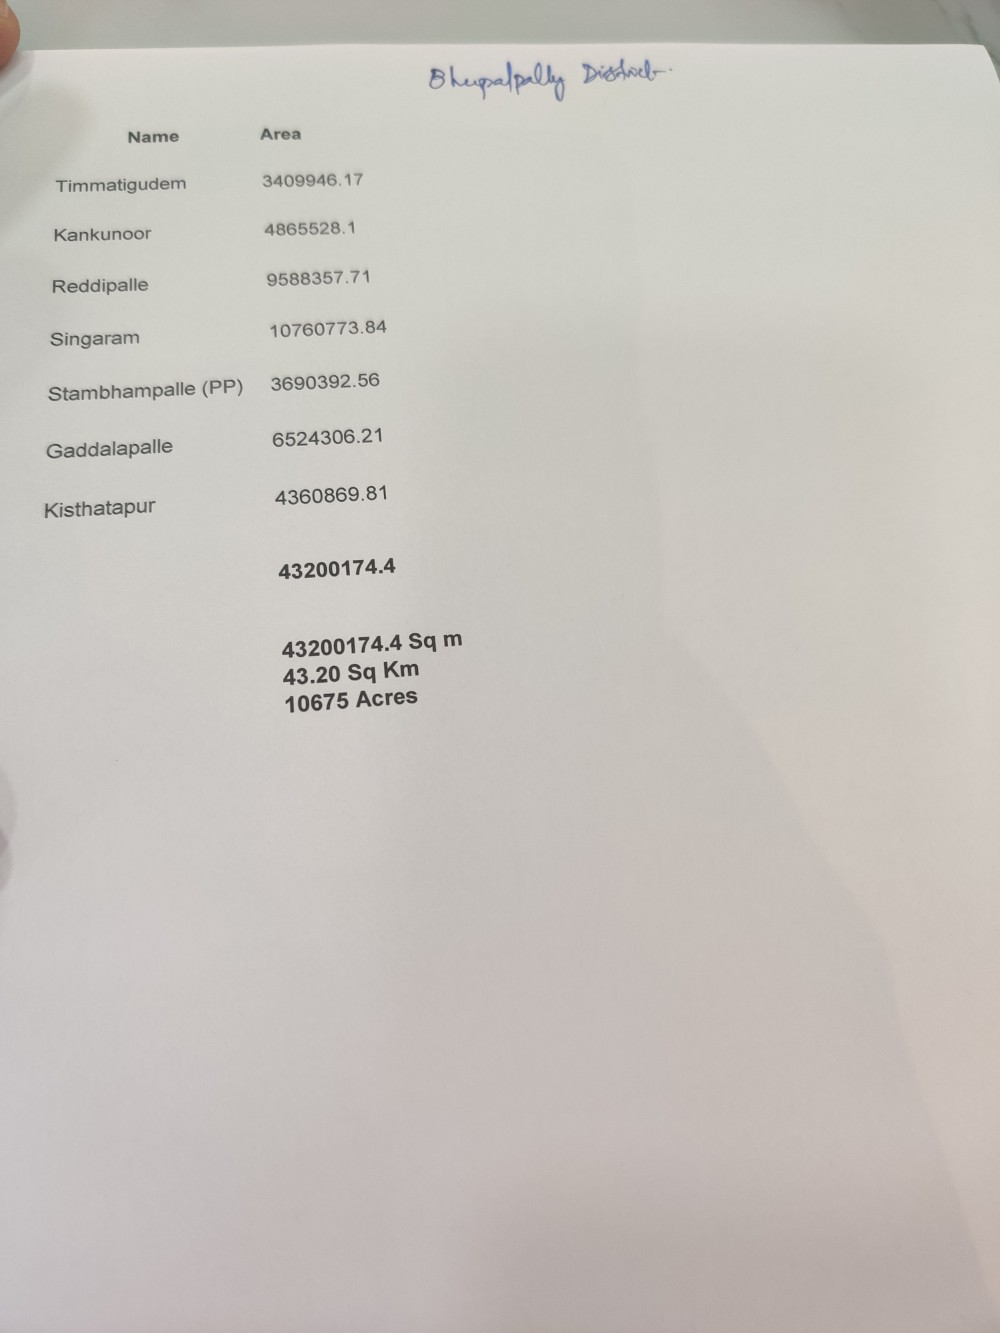 Bhupalpally District.
Name Area
Timmatigudem 3409946.17
Kankunoor 4865528.1
Reddipalle 9588357.71
Singaram 10760773.84
Stambhampalle (PP) 3690392.56
Gaddalapalle 6524306.21
Kisthatapur 4360869.81
43200174.4
43200174.4 Sq m
43.20 Sq Km
10675 Acres